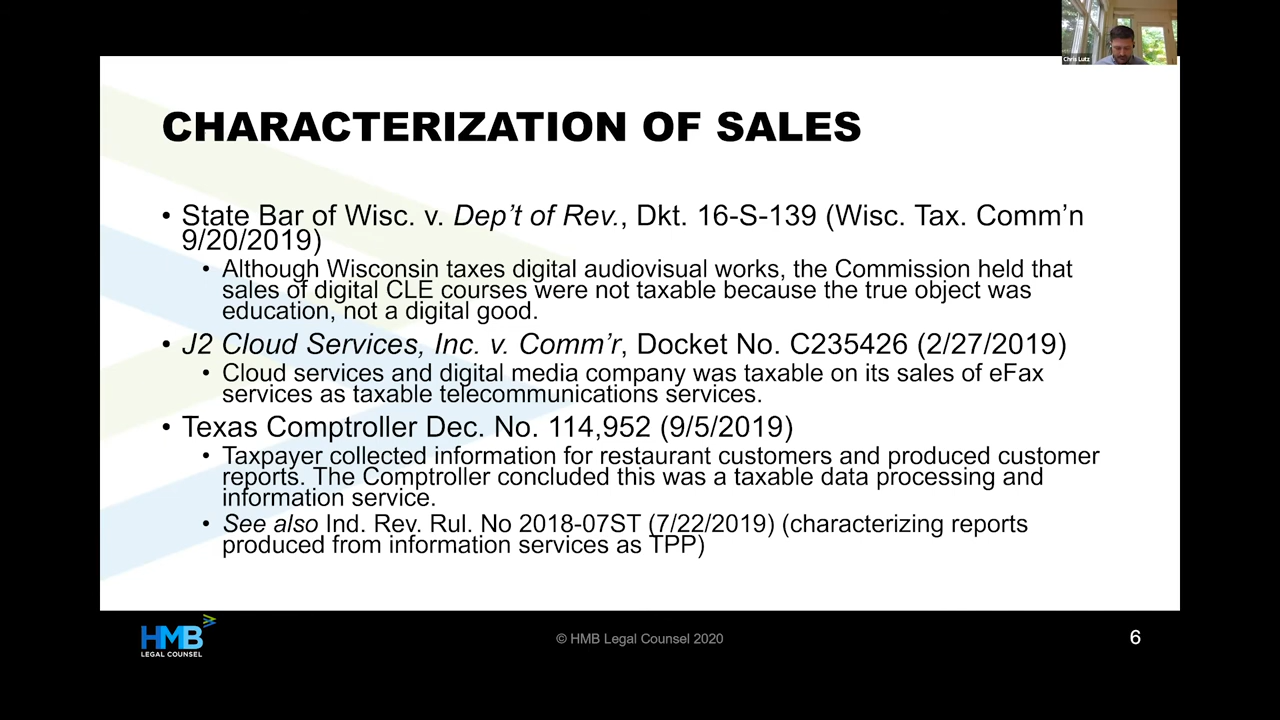 Chris Lutz
CHARACTERIZATION OF SALES
• State Bar of Wisc. v. Dep’t of Rev., Dkt. 16-S-139 (Wisc. Tax. Comm’n
9/20/2019)
• Although Wisconsin taxes digital audiovisual works, the Commission held that
sales of digital CLE courses were not taxable because the true object was
education, not a digital good.
• J2 Cloud Services, Inc. v. Comm’r, Docket No. C235426 (2/27/2019)
• Cloud services and digital media company was taxable on its sales of eFax
services as taxable telecommunications services.
• Texas Comptroller Dec. No. 114,952 (9/5/2019)
• Taxpayer collected information for restaurant customers and produced customer
reports. The Comptroller concluded this was a taxable data processing and
information service.
• See also Ind. Rev. Rul. No 2018-07ST (7/22/2019) (characterizing reports
produced from information services as TPP)
HMB
LEGAL COUNSEL
© HMB Legal Counsel 2020
6